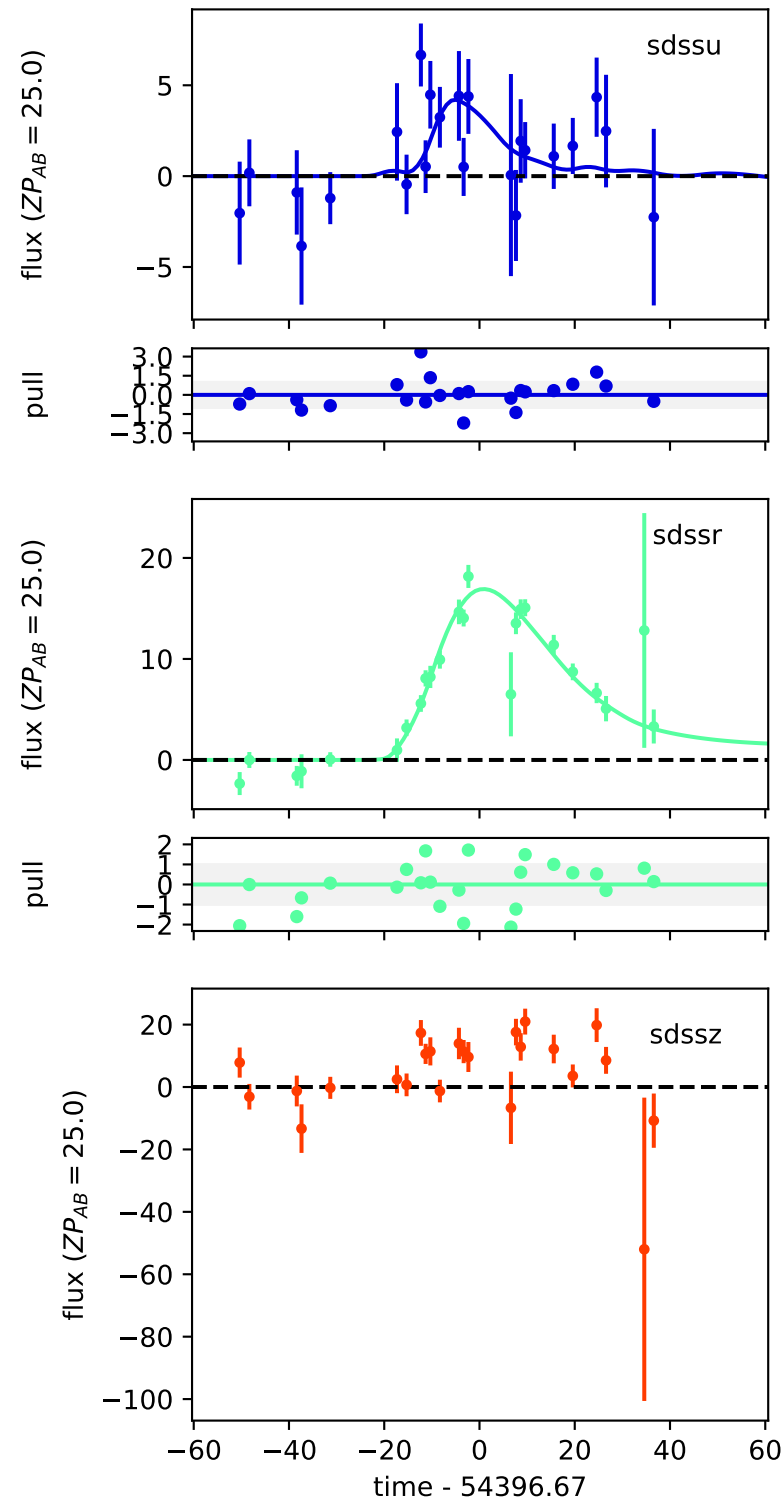 sdssu
flux (ZP_AB = 25.0)
5
0
−5
pull
3.0
1.5
0.0
−1.5
−3.0
sdssr
flux (ZP_AB = 25.0)
20
10
0
pull
2
1
0
−1
−2
sdssz
flux (ZP_AB = 25.0)
20
0
−20
−40
−60
−80
−100
−60 −40 −20 0 20 40 60
time - 54396.67